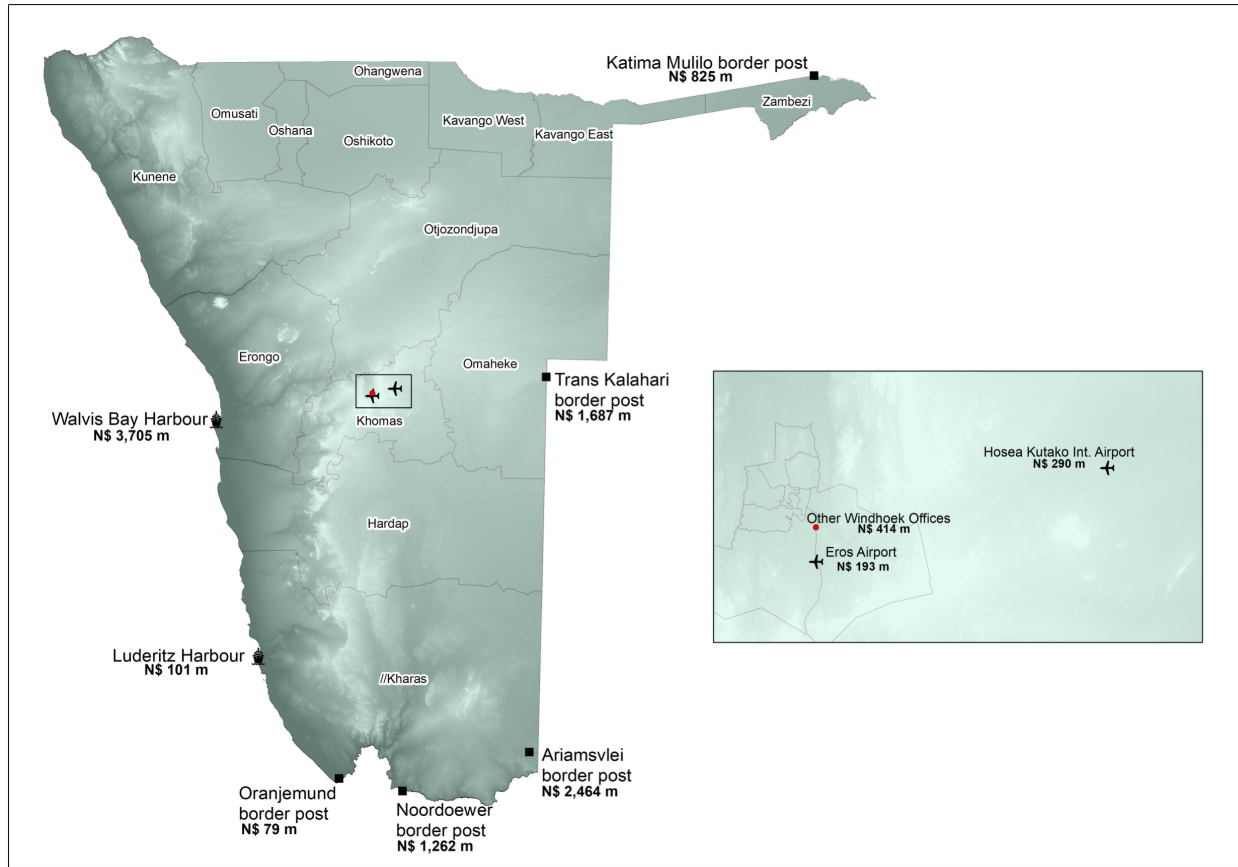 Katima Mulilo border post
N$ 825 m
Ohangwena
Zambezi
Omusati
Oshana
Oshikoto
Kavango West
Kavango East
Kunene
Otjozondjupa
Erongo
Omaheke
Trans Kalahari
border post
N$ 1,687 m
Walvis Bay Harbour
N$ 3,705 m
Khomas
Hosea Kutako Int. Airport
N$ 290 m
Other Windhoek Offices
N$ 414 m
Eros Airport
N$ 193 m
Hardap
Luderitz Harbour
N$ 101 m
//Kharas
Ariamsvlei
border post
N$ 2,464 m
Oranjemund
border post
N$ 79 m
Noordoewer
border post
N$ 1,262 m